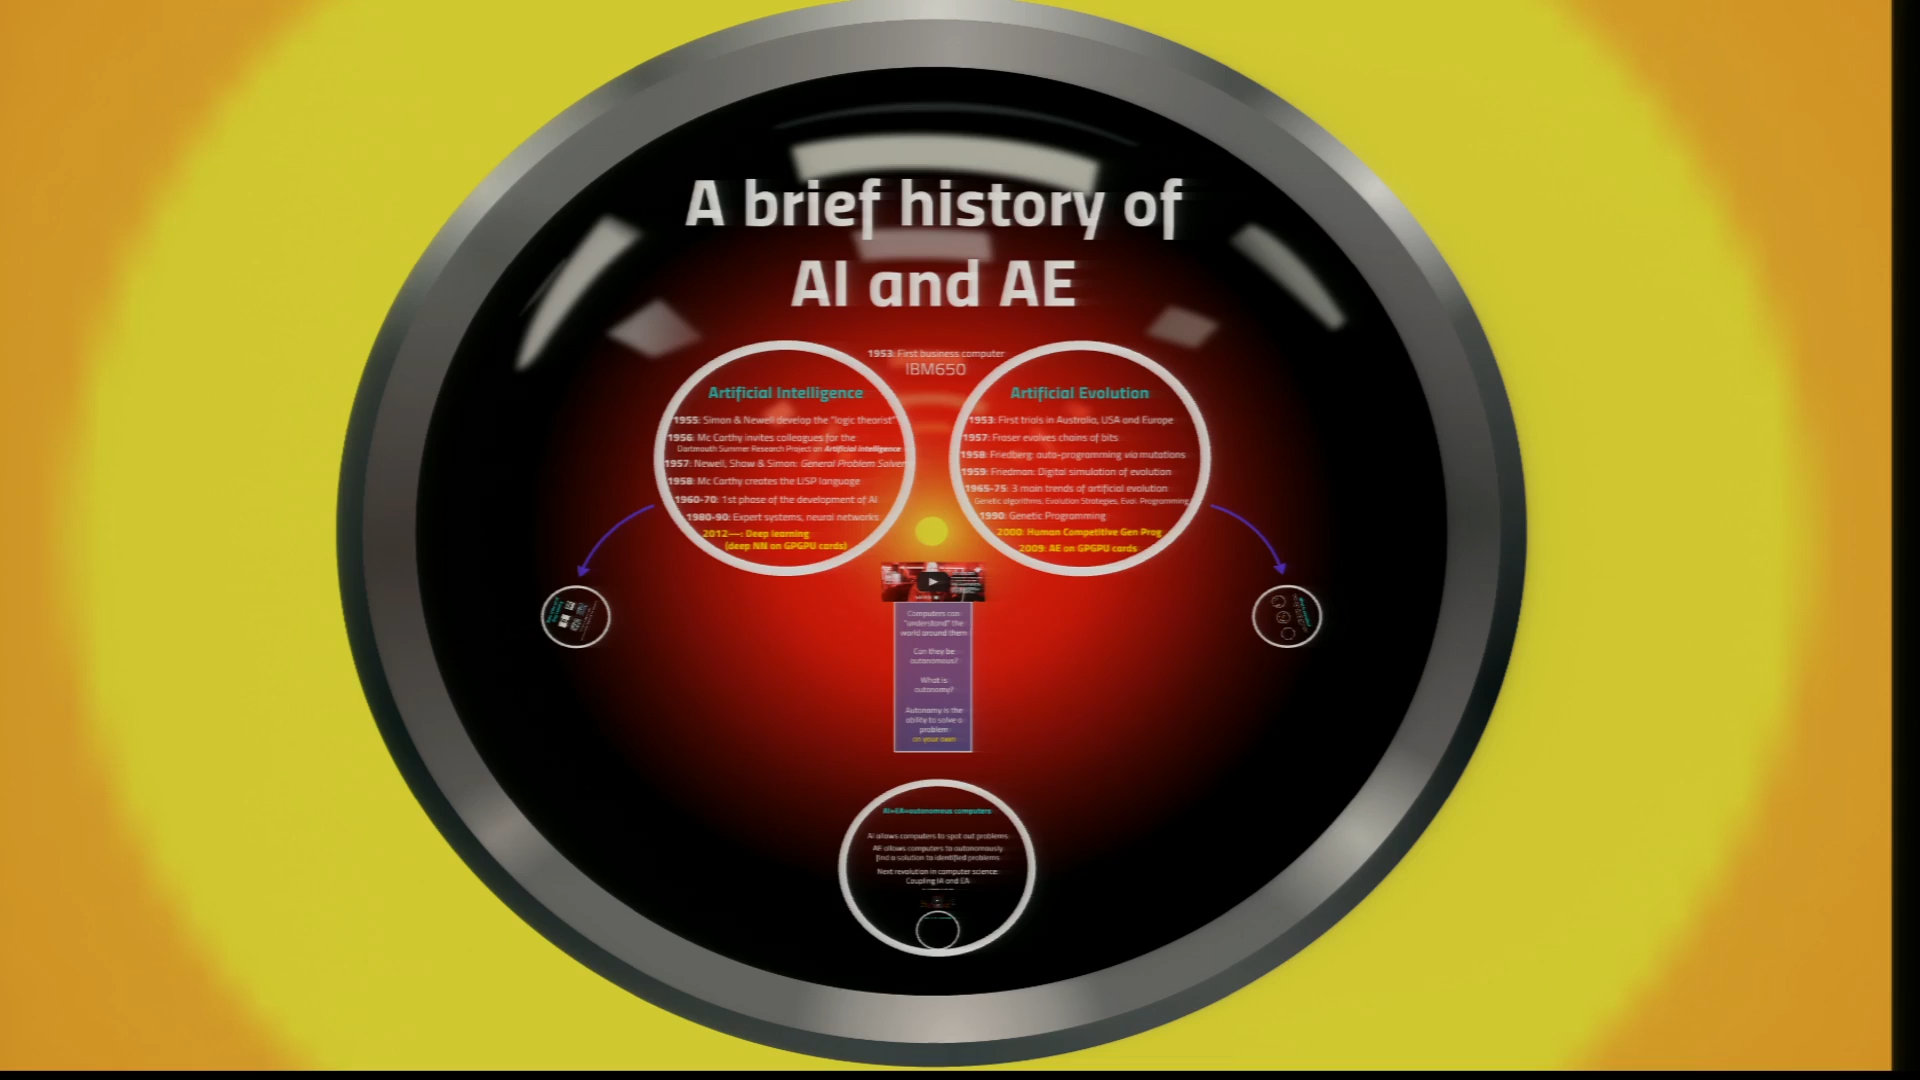 A brief history of
AI and AE
1953: First business computer
IBM650
Artificial Intelligence
1955: Simon & Newell develop the "logic theorist"
1956: Mc Carthy invites colleagues for the
Dartmouth Summer Research Project on Artificial Intelligence
1957: Newell, Shaw & Simon: General Problem Solver
1958: Mc Carthy creates the LISP language
1960-70: 1st phase of the development of AI
1980-90: Expert systems, neural networks
2012—: Deep learning
(deep NN on GPGPU cards)
Artificial Evolution
1953: First trials in Australia, USA and Europe
1957: Fraser evolves chains of bits
1958: Friedberg: auto-programming via mutations
1959: Friedman: Digital simulation of evolution
1965-75: 3 main trends of artificial evolution
Genetic algorithms, Evolution Strategies, Evol. Programming
1990: Genetic Programming
2000: Human Competitive Gen Prog
2009: AE on GPGPU cards
Computers can
"understand" the
world around them
Can they be
autonomous?
What is
autonomy?
Autonomy is the
ability to solve a
problem
on your own
AI+EA=autonomous computers
AI allows computers to spot out problems
AE allows computers to autonomously
find a solution to identified problems
Next revolution in computer science:
Coupling IA and EA